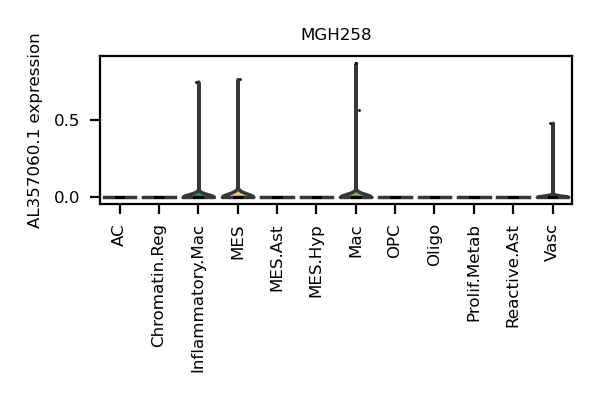 MGH258
AL357060.1 expression
0.5
0.0
AC
Chromatin.Reg
Inflammatory.Mac
MES
MES.Ast
MES.Hyp
Mac
OPC
Oligo
Prolif.Metab
Reactive.Ast
Vasc